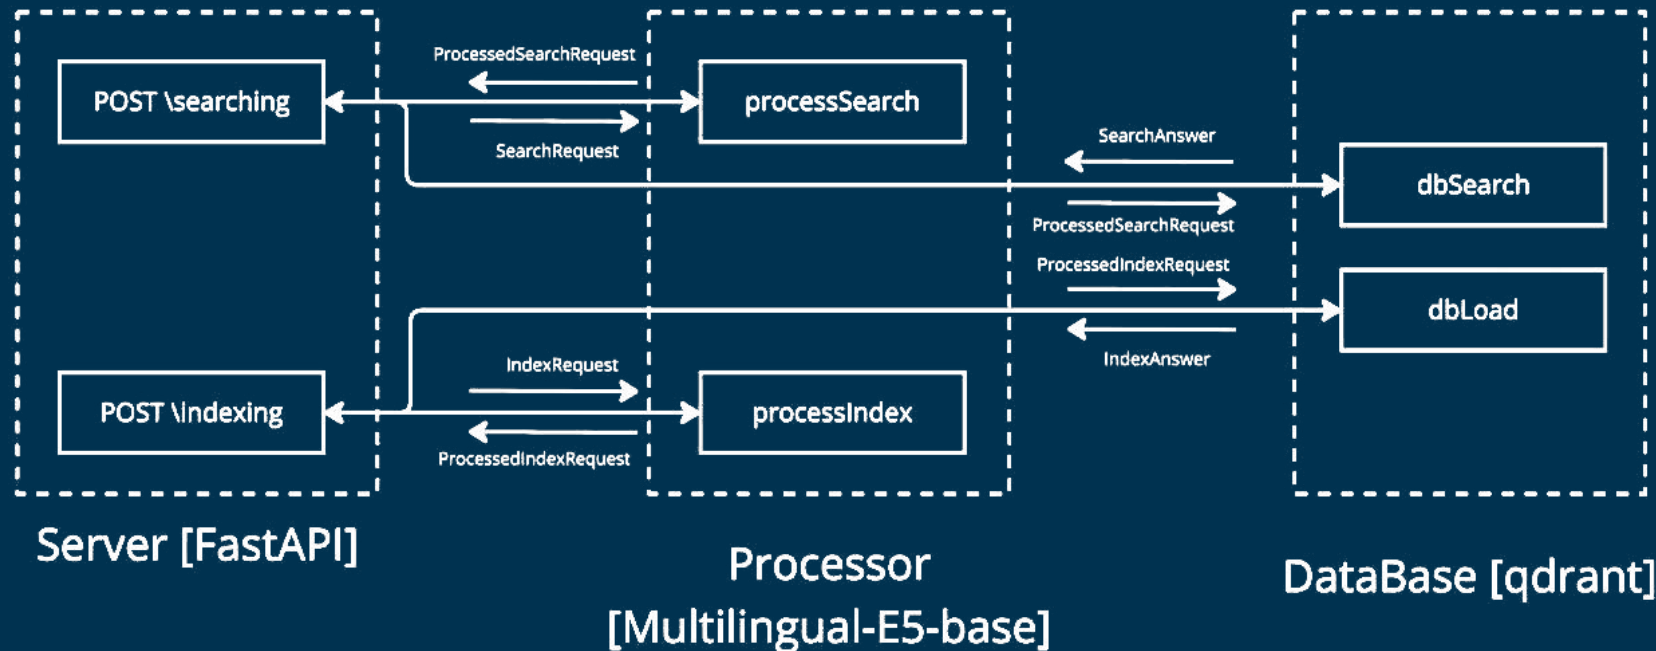 ProcessedSearchRequest
POST \searching
processSearch
SearchRequest
SearchAnswer
dbSearch
ProcessedSearchRequest
ProcessedIndexRequest
dbLoad
IndexAnswer
IndexRequest
POST \indexing
processIndex
ProcessedIndexRequest
Server [FastAPI]
Processor
[Multilingual-E5-base]
DataBase [qdrant]